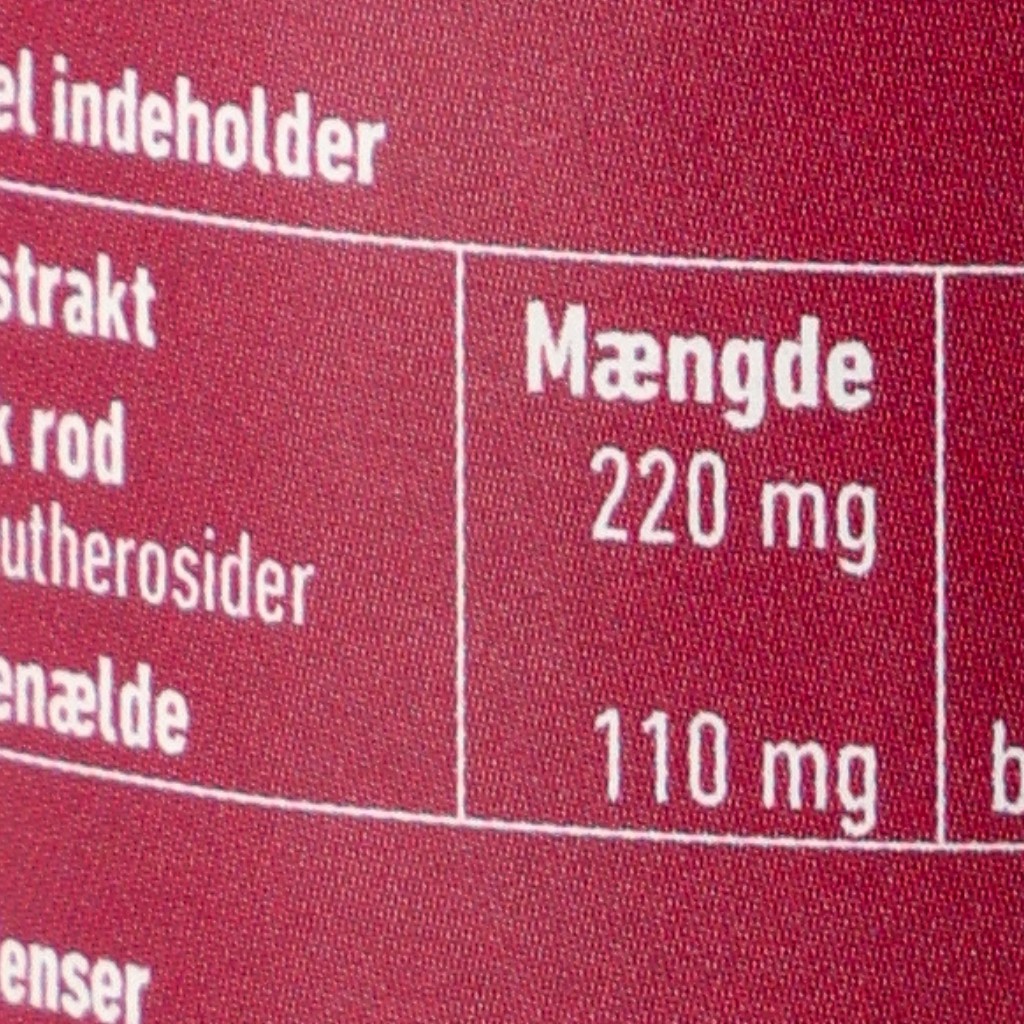 el indeholder
strakt
Mængde
k rod
220 mg
utherosider
enælde
110 mg
b
enser